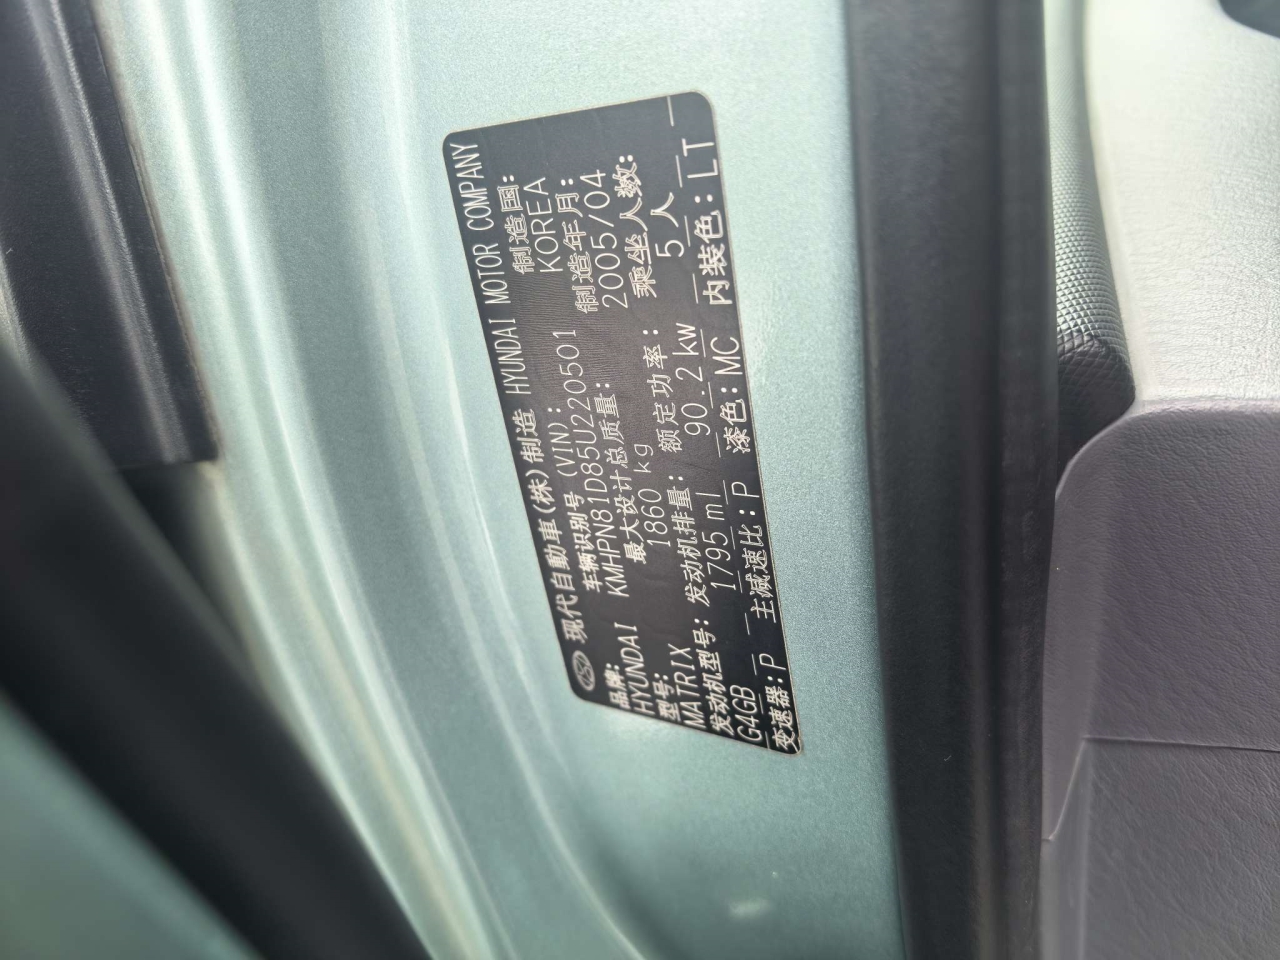 现代自動車(株)制造 HYUNDAI MOTOR COMPANY
品牌: 车辆识别号 (VIN): 制造国:
HYUNDAI KMHPN81D85U220501 KOREA
型号: 最大设计总质量: 制造年月:
MATRIX 1860 kg 2005/04
发动机型号: 发动机排量: 额定功率: 乘坐人数:
G4GB 1795 ml 90.2 kw 5 人
变速器:P 主减速比:P 漆色:MC 内装色:LT